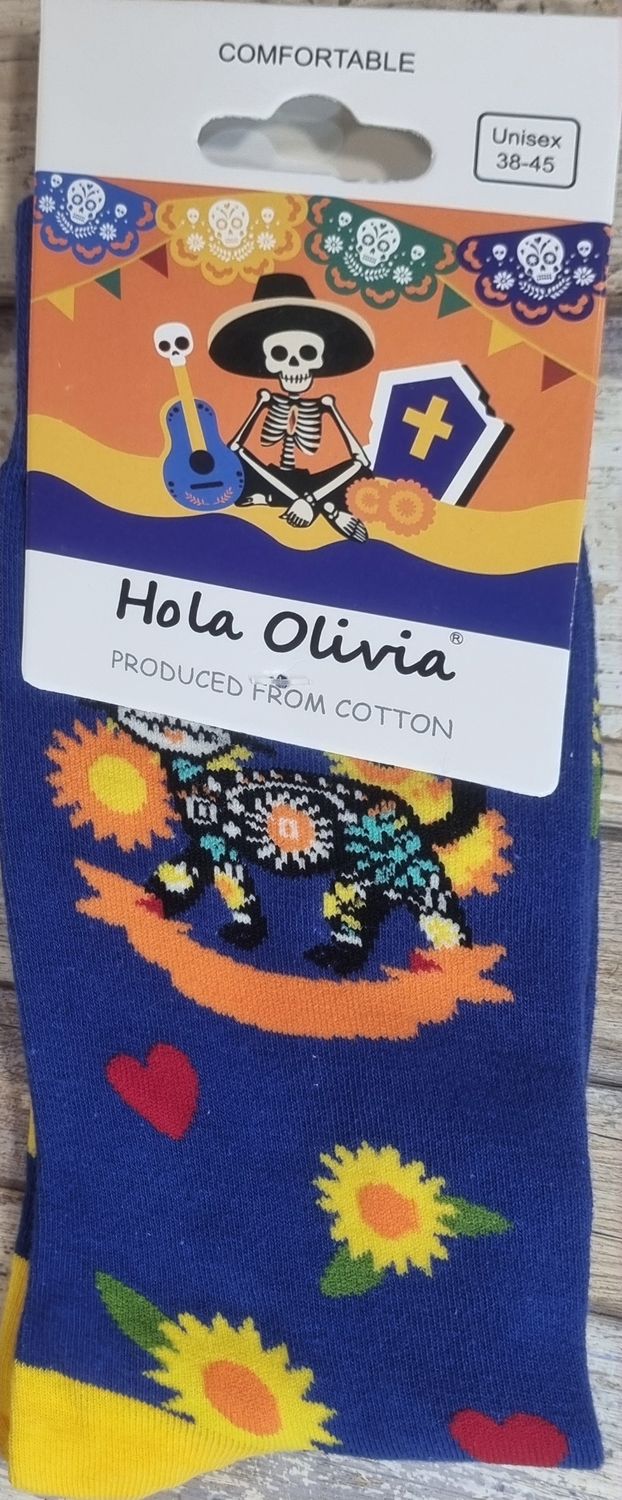 COMFORTABLE
Unisex
38-45
Hola Olivia®
PRODUCED FROM COTTON